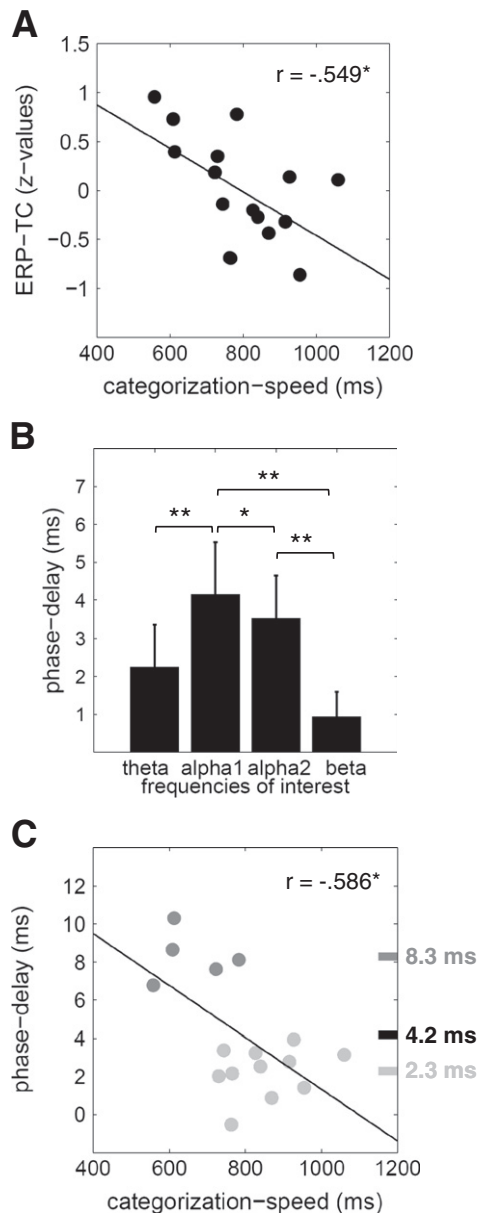 A
1.5
1
0.5
0
−0.5
−1
ERP−TC (z−values)
r = -.549*
400 600 800 1000 1200
categorization−speed (ms)
B
7
6
5
4
3
2
1
phase−delay (ms)
**
** *
**
theta alpha1 alpha2 beta
frequencies of interest
C
12
10
8
6
4
2
0
phase−delay (ms)
r = -.586*
8.3 ms
4.2 ms
2.3 ms
400 600 800 1000 1200
categorization−speed (ms)